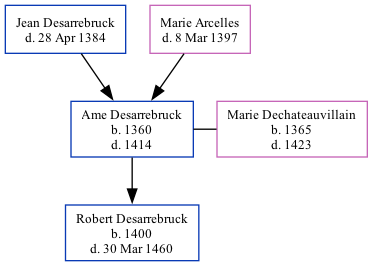 Jean Desarrebruck
d. 28 Apr 1384
Marie Arcelles
d. 8 Mar 1397
Ame Desarrebruck
b. 1360
d. 1414
Marie Dechateauvillain
b. 1365
d. 1423
Robert Desarrebruck
b. 1400
d. 30 Mar 1460